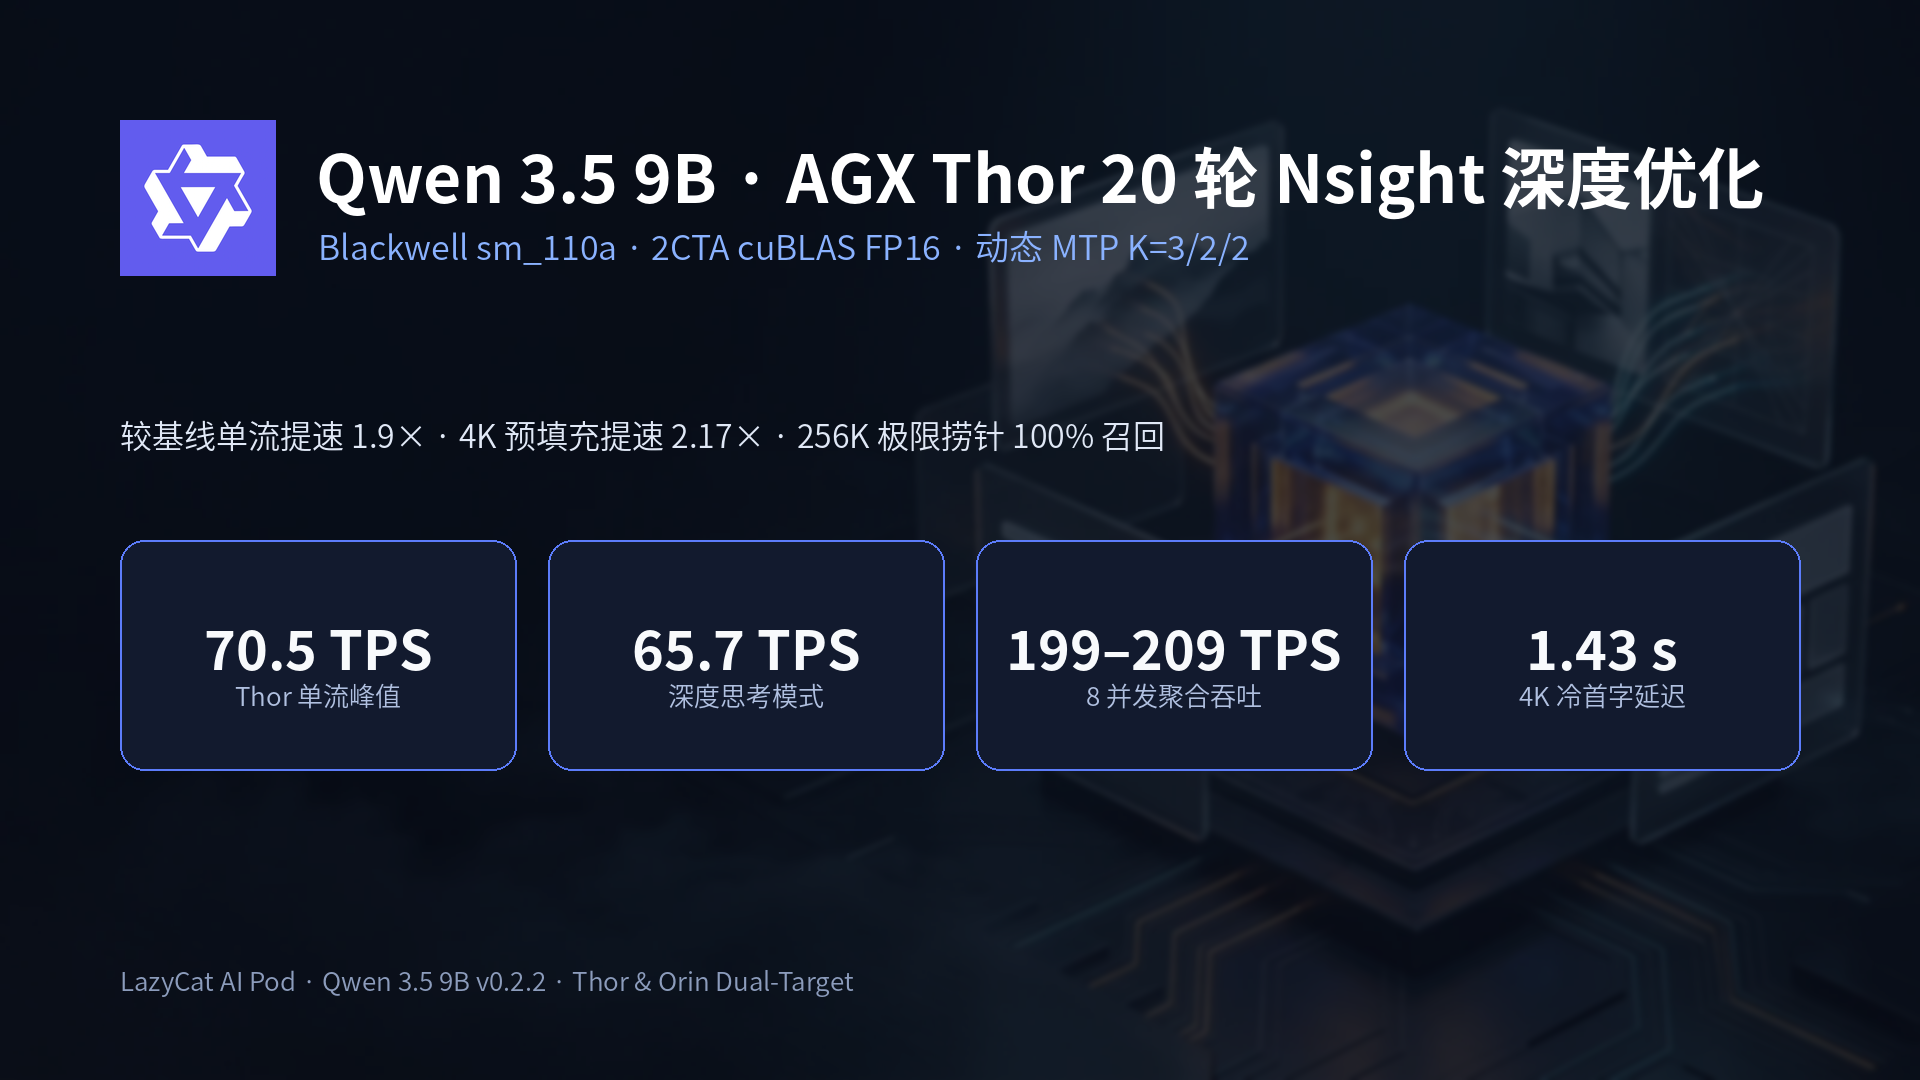 Qwen 3.5 9B · AGX Thor 20 轮 Nsight 深度优化
Blackwell sm_110a · 2CTA cuBLAS FP16 · 动态 MTP K=3/2/2
较基线单流提速 1.9× · 4K 预填充提速 2.17× · 256K 极限捞针 100% 召回
70.5 TPS
Thor 单流峰值
65.7 TPS
深度思考模式
199–209 TPS
8 并发聚合吞吐
1.43 s
4K 冷首字延迟
LazyCat AI Pod · Qwen 3.5 9B v0.2.2 · Thor & Orin Dual-Target